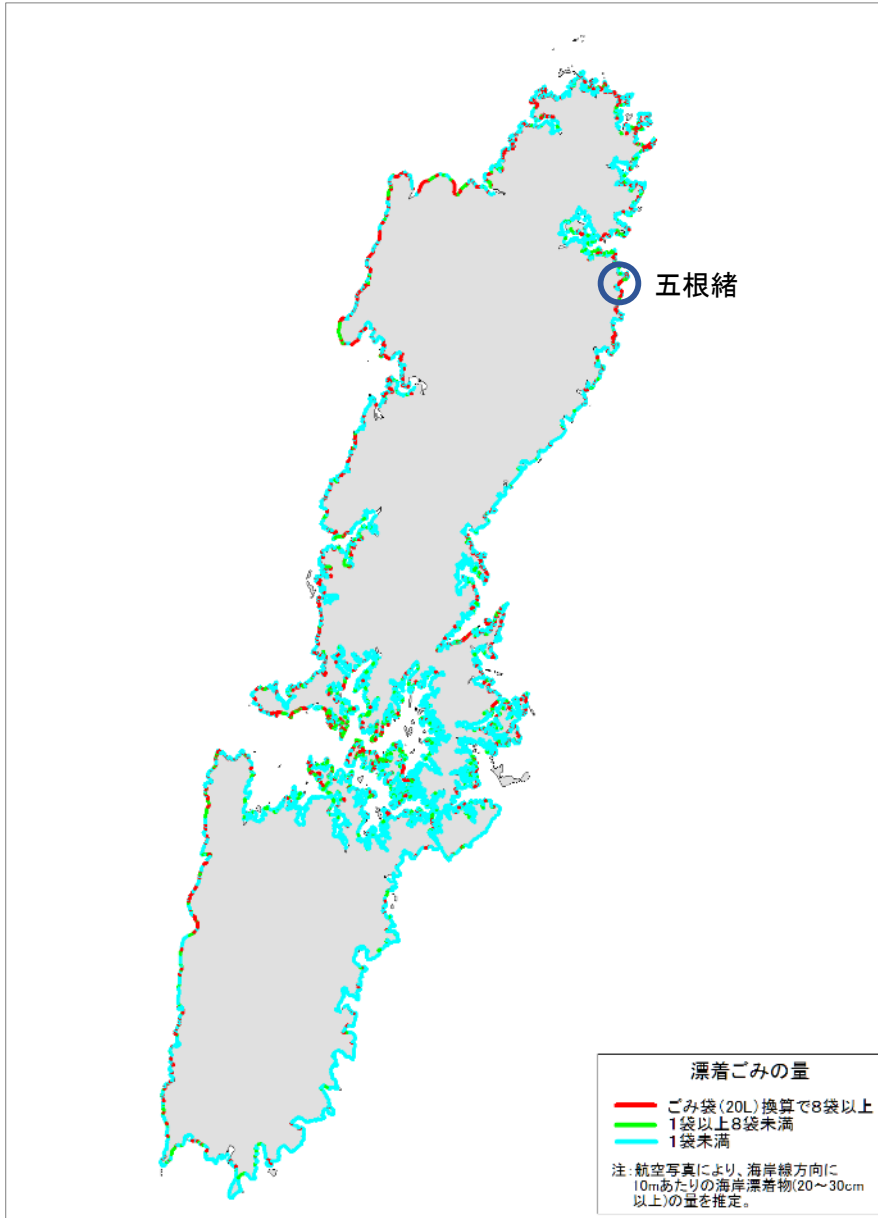 五根緒
漂着ごみの量
ごみ袋(20L)換算で8袋以上
1袋以上8袋未満
1袋未満
注:航空写真により、海岸線方向に
10mあたりの海岸漂着物(20～30cm
以上)の量を推定。